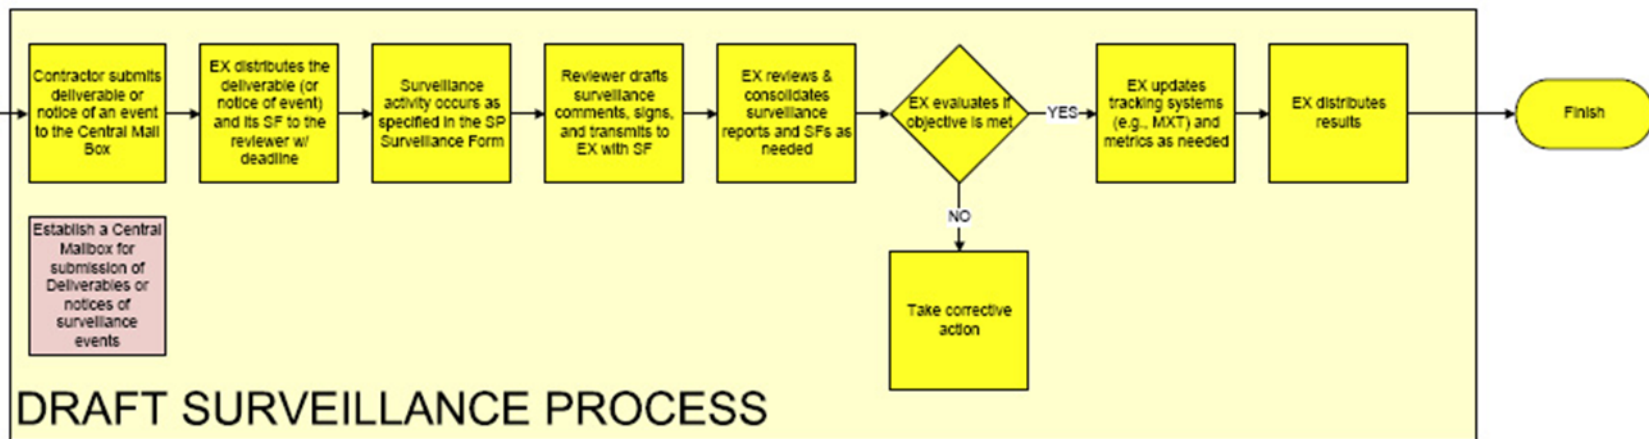 Contractor submits
deliverable or
notice of an event
to the Central Mail
Box
EX distributes the
deliverable (or
notice of event)
and its SF to the
reviewer w/
deadline
Surveillance
activity occurs as
specified in the SP
Surveillance Form
Reviewer drafts
surveillance
comments, signs,
and transmits to
EX with SF
EX reviews &
consolidates
surveillance
reports and SFs as
needed
EX evaluates if
objective is met
YES
EX updates
tracking systems
(e.g., MXT) and
metrics as needed
EX distributes
results
Finish
NO
Take corrective
action
Establish a Central
Mailbox for
submission of
Deliverables or
notices of
surveillance
events
DRAFT SURVEILLANCE PROCESS